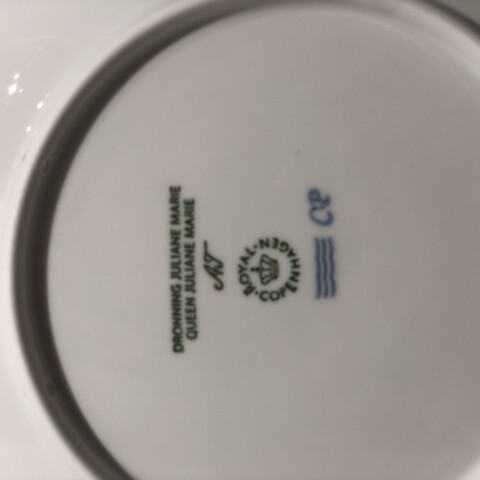 DRONNING JULIANE MARIE
QUEEN JULIANE MARIE
ROYAL COPENHAGEN